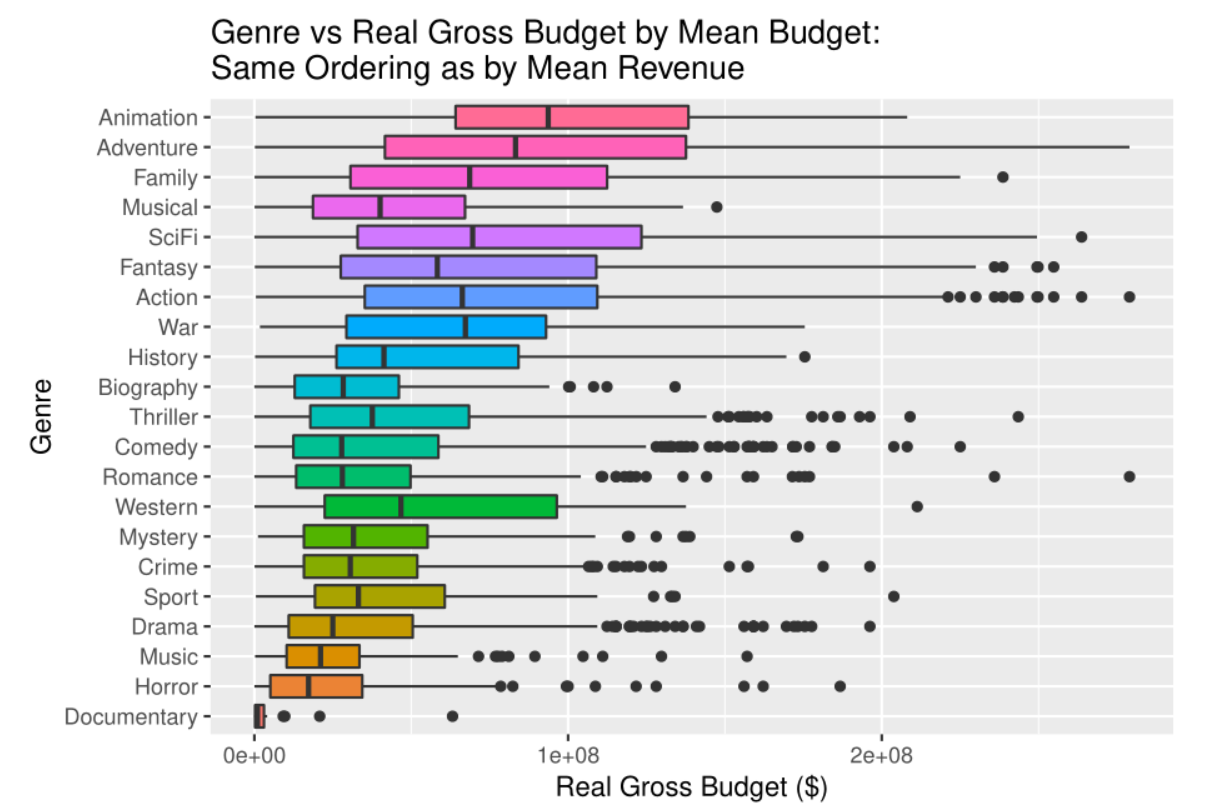 Genre vs Real Gross Budget by Mean Budget:
Same Ordering as by Mean Revenue
Genre
Animation
Adventure
Family
Musical
SciFi
Fantasy
Action
War
History
Biography
Thriller
Comedy
Romance
Western
Mystery
Crime
Sport
Drama
Music
Horror
Documentary
0e+00 1e+08 2e+08
Real Gross Budget ($)